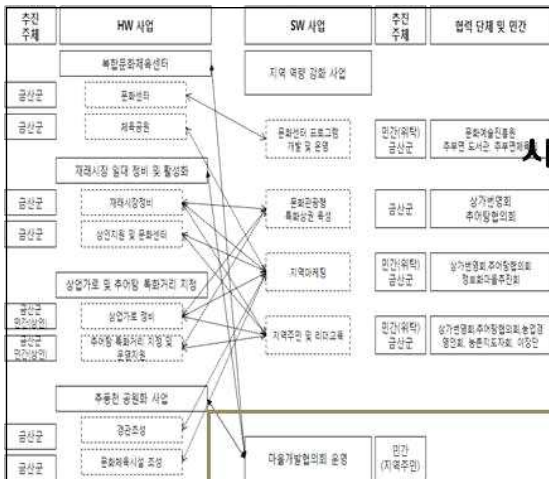 추진
주체
HW 사업
SW 사업
추진
주체
협력 단체 및 민간
복합문화체육센터
지역 역량 강화 사업
금산군
문화센터
금산군
체육공원
문화센터 프로그램
개발 및 운영
민간(위탁)
금산군
문화예술진흥원
추부면 도서관, 추부면체육
재래시장 임대 정비 및 활성화
금산군
재래시장정비
문화관광형
특화상권 육성
금산군
상가번영회
추어탕협의회
금산군
상인지원 및 문화센터
지역마케팅
민간(위탁)
금산군
상가번영회,추어탕협의회
정보화마을추진회
상업가로 및 추어탕 특화거리 지정
금산군
민간(상인)
상업가로 정비
지역주민 및 리더교육
민간(위탁)
금산군
상가번영회,추어탕협의회,농업경
영인회, 농촌지도자회, 이장단
금산군
민간(상인)
추어탕 특화거리 지정 및
운영지원
추동천 공원화 사업
금산군
경관조성
마을개발협의회 운영
민간
(지역주민)
금산군
문화체육시설 조성